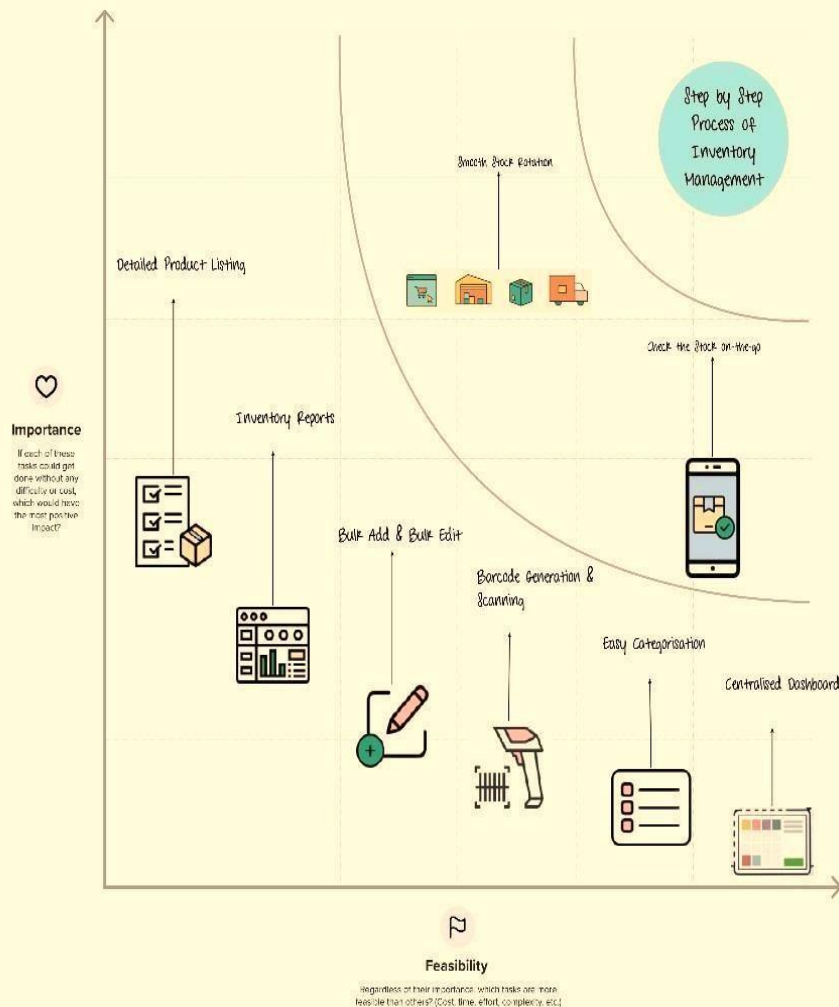 Step by Step
Process of
Inventory
Management
Smooth Stock Rotation
Detailed Product Listing
Check the Stock on-the-go
Importance
If each of these
tasks could get
done without any
difficulty or cost,
which would have
the most positive
impact?
Inventory Reports
Bulk Add & Bulk Edit
Barcode Generation &
Scanning
Easy Categorisation
Centralised Dashboard
Feasibility
Regardless of their importance, which tasks are more
feasible than others? (Cost, time, effort, complexity, etc.)